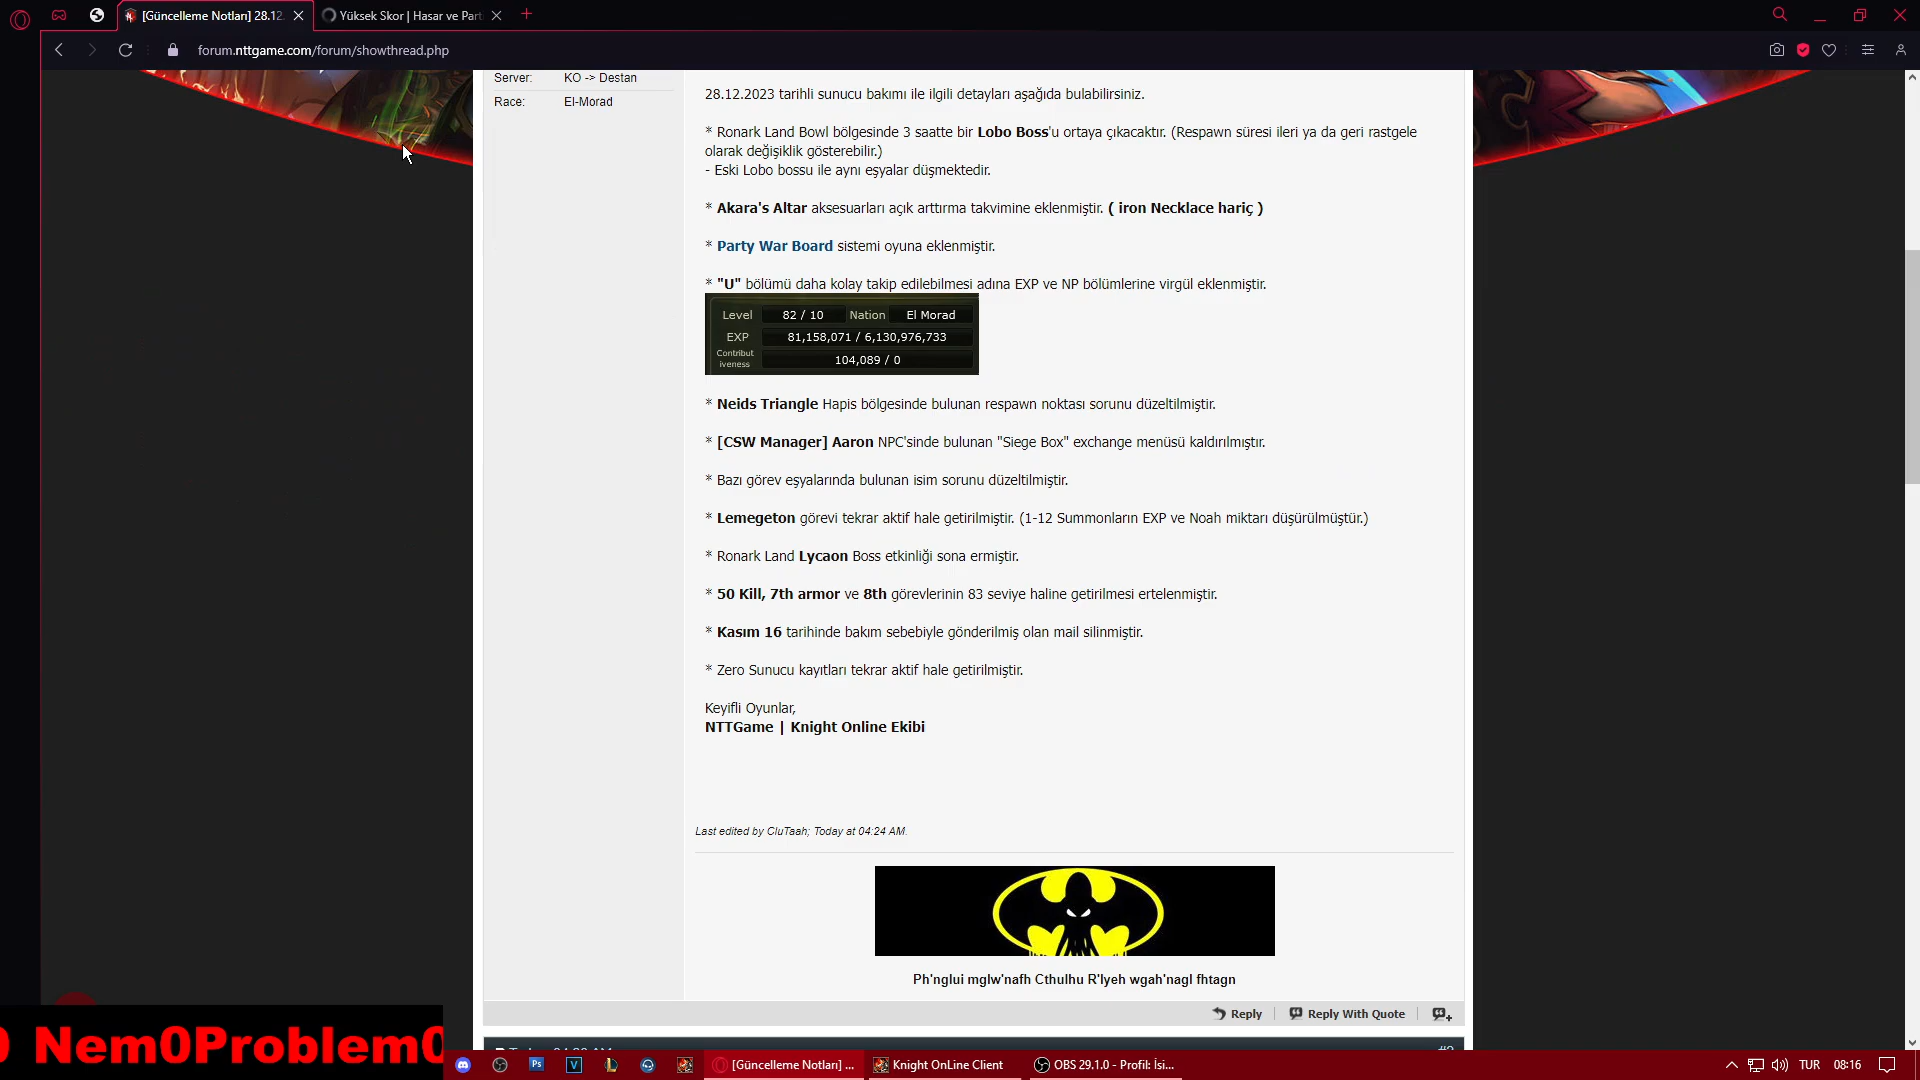 [Güncelleme Notları] 28.12.
Yüksek Skor | Hasar ve Part
forum.nttgame.com/forum/showthread.php
Server: KO -> Destan
Race: El-Morad
28.12.2023 tarihli sunucu bakımı ile ilgili detayları aşağıda bulabilirsiniz.
* Ronark Land Bowl bölgesinde 3 saatte bir Lobo Boss'u ortaya çıkacaktır. (Respawn süresi ileri ya da geri rastgele
olarak değişiklik gösterebilir.)
- Eski Lobo bossu ile aynı eşyalar düşmektedir.
* Akara's Altar aksesuarları açık arttırma takvimine eklenmiştir. ( iron Necklace hariç )
* Party War Board sistemi oyuna eklenmiştir.
* "U" bölümü daha kolay takip edilebilmesi adına EXP ve NP bölümlerine virgül eklenmiştir.
Level 82 / 10 Nation El Morad
EXP 81,158,071 / 6,130,976,733
Contribut
iveness 104,089 / 0
* Neids Triangle Hapis bölgesinde bulunan respawn noktası sorunu düzeltilmiştir.
* [CSW Manager] Aaron NPC'sinde bulunan "Siege Box" exchange menüsü kaldırılmıştır.
* Bazı görev eşyalarında bulunan isim sorunu düzeltilmiştir.
* Lemegeton görevi tekrar aktif hale getirilmiştir. (1-12 Summonların EXP ve Noah miktarı düşürülmüştür.)
* Ronark Land Lycaon Boss etkinliği sona ermiştir.
* 50 Kill, 7th armor ve 8th görevlerinin 83 seviye haline getirilmesi ertelenmiştir.
* Kasım 16 tarihinde bakım sebebiyle gönderilmiş olan mail silinmiştir.
* Zero Sunucu kayıtları tekrar aktif hale getirilmiştir.
Keyifli Oyunlar,
NTTGame | Knight Online Ekibi
Last edited by CluTaah; Today at 04:24 AM.
Ph'nglui mglw'nafh Cthulhu R'lyeh wgah'nagl fhtagn
Reply
Reply With Quote
0 Nem0Problem0
Ps
V
[Güncelleme Notları] ...
Knight OnLine Client
OBS 29.1.0 - Profil: İsi...
TUR
08:16